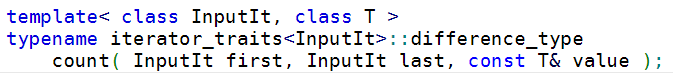 template< class InputIt, class T >
typename iterator_traits<InputIt>::difference_type
    count( InputIt first, InputIt last, const T& value );